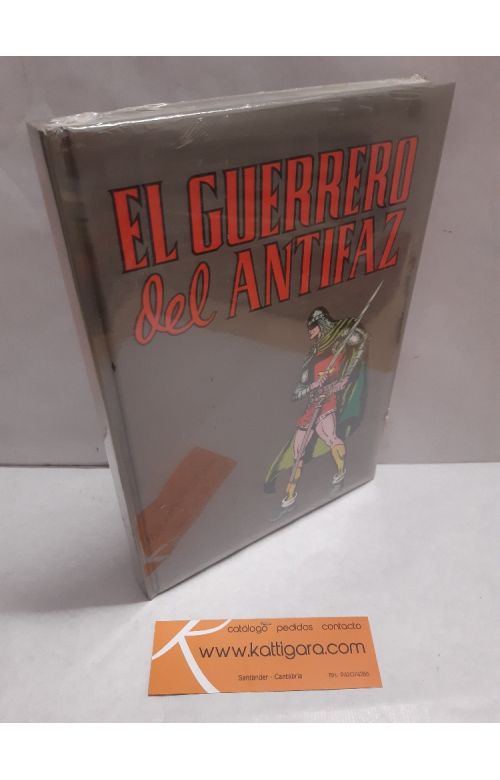 EL GUERRERO
del ANTIFAZ
catálogo pedidos contacto
www.kattigara.com
Santander - Cantabria